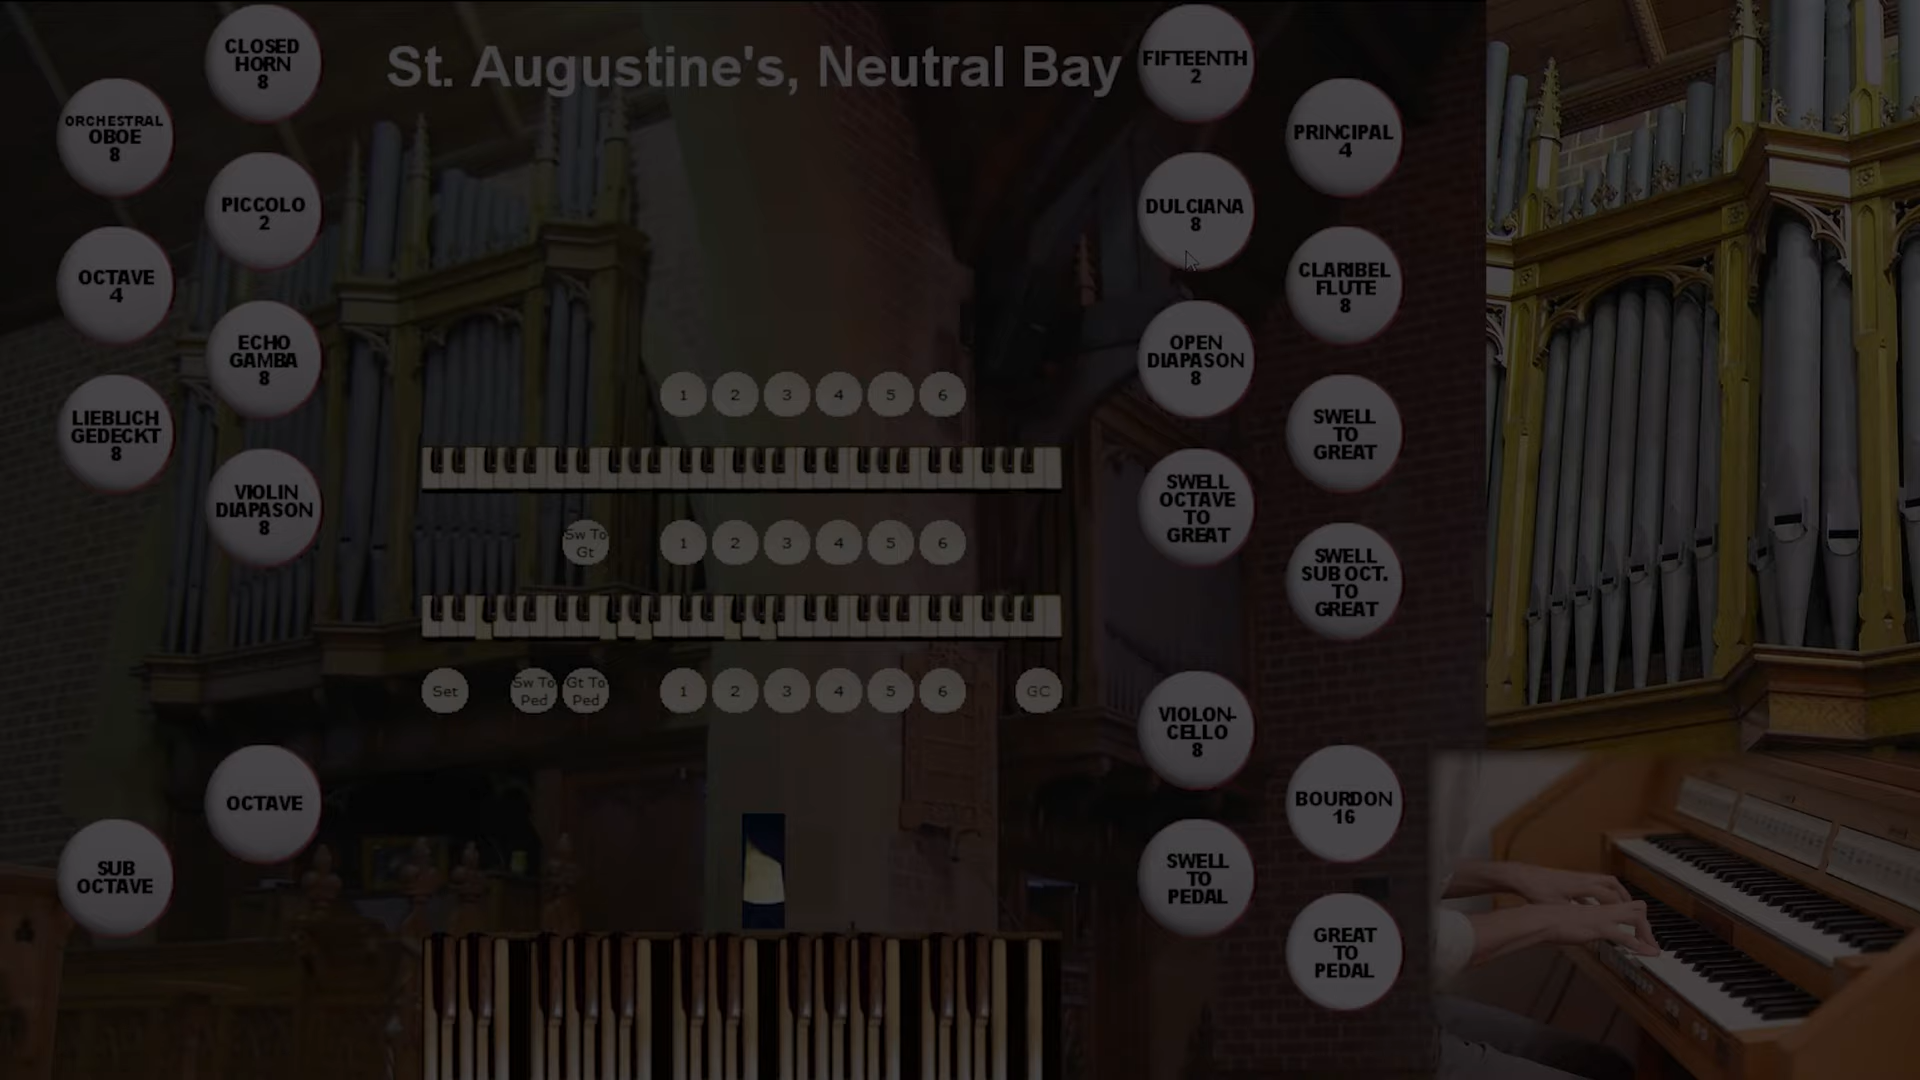 St. Augustine's, Neutral Bay
CLOSED
HORN
8
ORCHESTRAL
OBOE
8
PICCOLO
2
OCTAVE
4
ECHO
GAMBA
8
LIEBLICH
GEDECKT
8
VIOLIN
DIAPASON
8
OCTAVE
SUB
OCTAVE
1 2 3 4 5 6
Sw To
Gt
1 2 3 4 5 6
Set
Sw To
Ped
Gt To
Ped
1 2 3 4 5 6
GC
FIFTEENTH
2
PRINCIPAL
4
DULCIANA
8
CLARIBEL
FLUTE
8
OPEN
DIAPASON
8
SWELL
TO
GREAT
SWELL
OCTAVE
TO
GREAT
SWELL
SUB OCT.
TO
GREAT
VIOLON-
CELLO
8
BOURDON
16
SWELL
TO
PEDAL
GREAT
TO
PEDAL